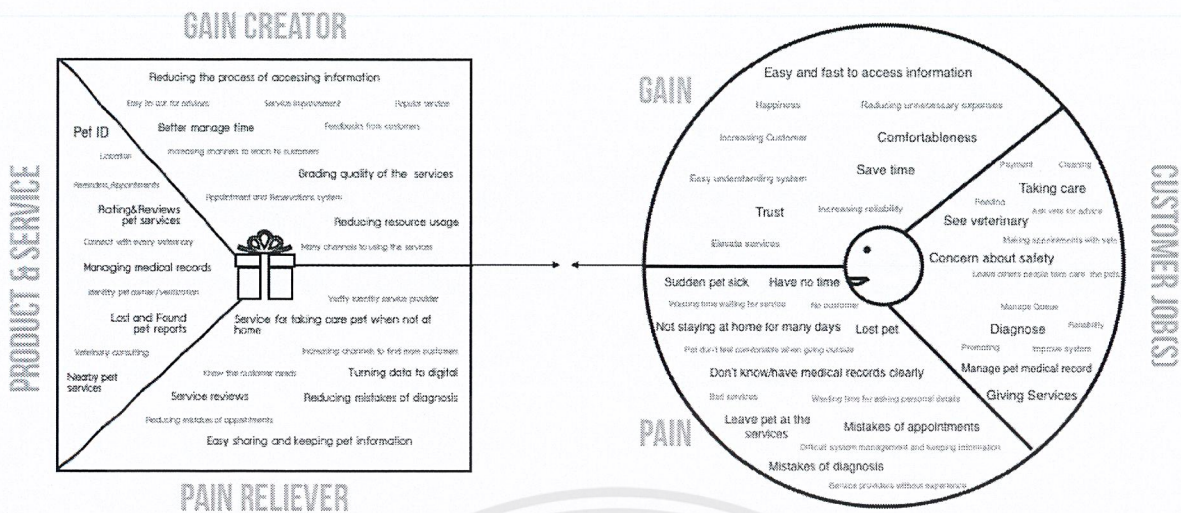 GAIN CREATOR
Reducing the process of accessing information
Easy to use for advisors
Service improvement
Regular service
Pet ID
Better manage time
Feedbacks from customers
Location
Increasing channels to reach to customers
Grading quality of the services
Reminders, Appointments
Appointment and Reservations system
Rating&Reviews
pet services
Reducing resource usage
Connect with every veterinary
Many channels to using the services
Managing medical records
Identity pet owner/verification
Verify identity service provider
Lost and Found
pet reports
Service for taking care pet when not at
home
Veterinary consulting
Increasing channels to find more customers
Nearby pet
services
Know the customer needs
Turning data to digital
Service reviews
Reducing mistakes of diagnosis
Reducing mistakes of appointments
Easy sharing and keeping pet information
PRODUCT & SERVICE
PAIN RELIEVER
GAIN
Easy and fast to access information
Happiness
Reducing unnecessary expenses
Increasing Customer
Comfortableness
Save time
Easy understanding system
Trust
Increasing reliability
Elevate services
CUSTOMER JOB(S)
Payment
Cleaning
Taking care
Feeding
Ask vets for advice
See veterinary
Making appointments with vets
Concern about safety
Leave others people take care the pets
Manage Queue
Diagnose
Reliability
Promoting
Improve system
Manage pet medical record
Giving Services
PAIN
Sudden pet sick
Have no time
Wasting time waiting for service
No customer
Not staying at home for many days
Lost pet
Pet don't feel comfortable when going outside
Don't know/have medical records clearly
Bad services
Wasting time for asking personal details
Leave pet at the
services
Mistakes of appointments
Difficult system management and keeping information
Mistakes of diagnosis
Service providers without experience